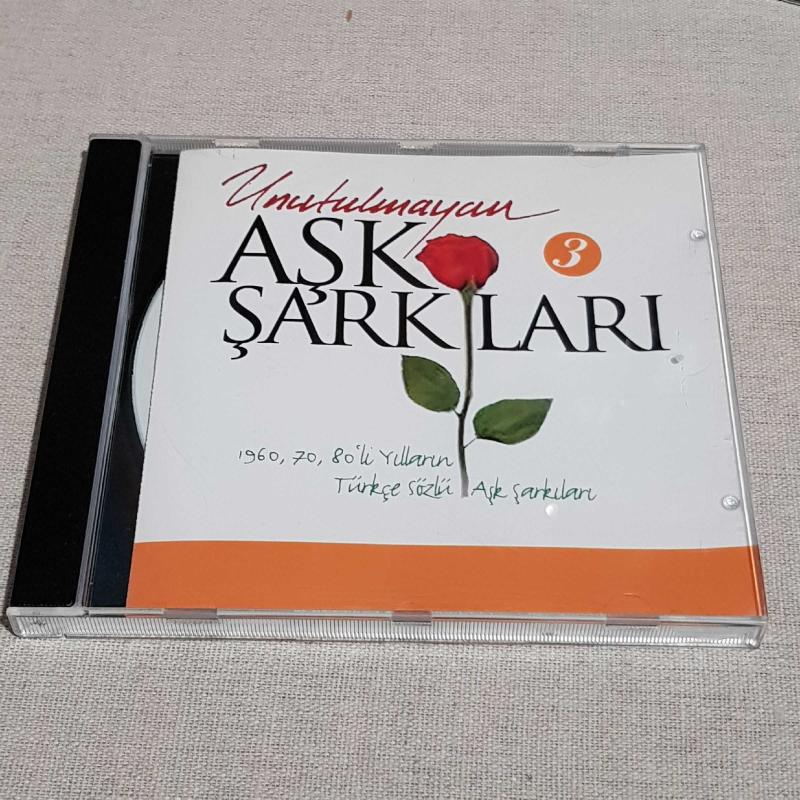 Unutulmayan
AŞK
3
ŞARKILARI
1960, 70, 80'li Yılların
Türkçe Sözlü Aşk Şarkıları